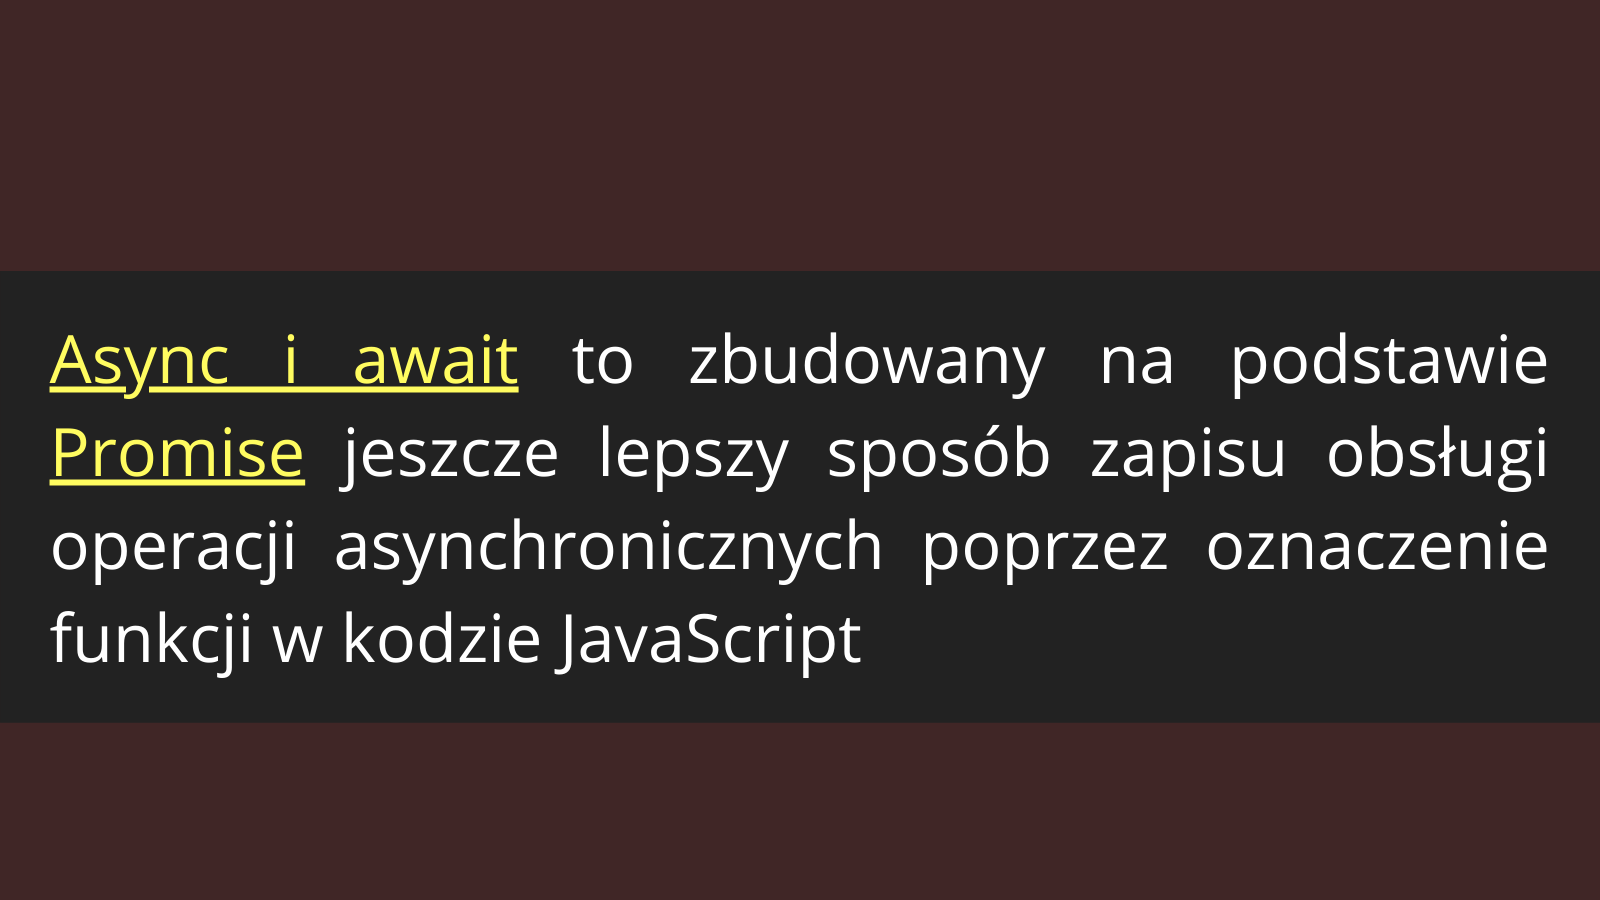 Async i await to zbudowany na podstawie
Promise jeszcze lepszy sposób zapisu obsługi
operacji asynchronicznych poprzez oznaczenie
funkcji w kodzie JavaScript